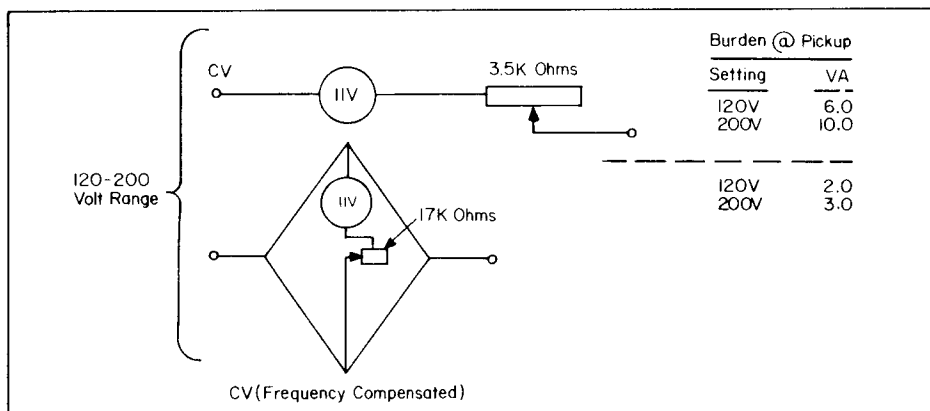 Burden @ Pickup
CV
3.5K Ohms
Setting VA
IIV
120V 6.0
200V 10.0
120-200
Volt Range
120V 2.0
200V 3.0
IIV
17K Ohms
CV (Frequency Compensated)